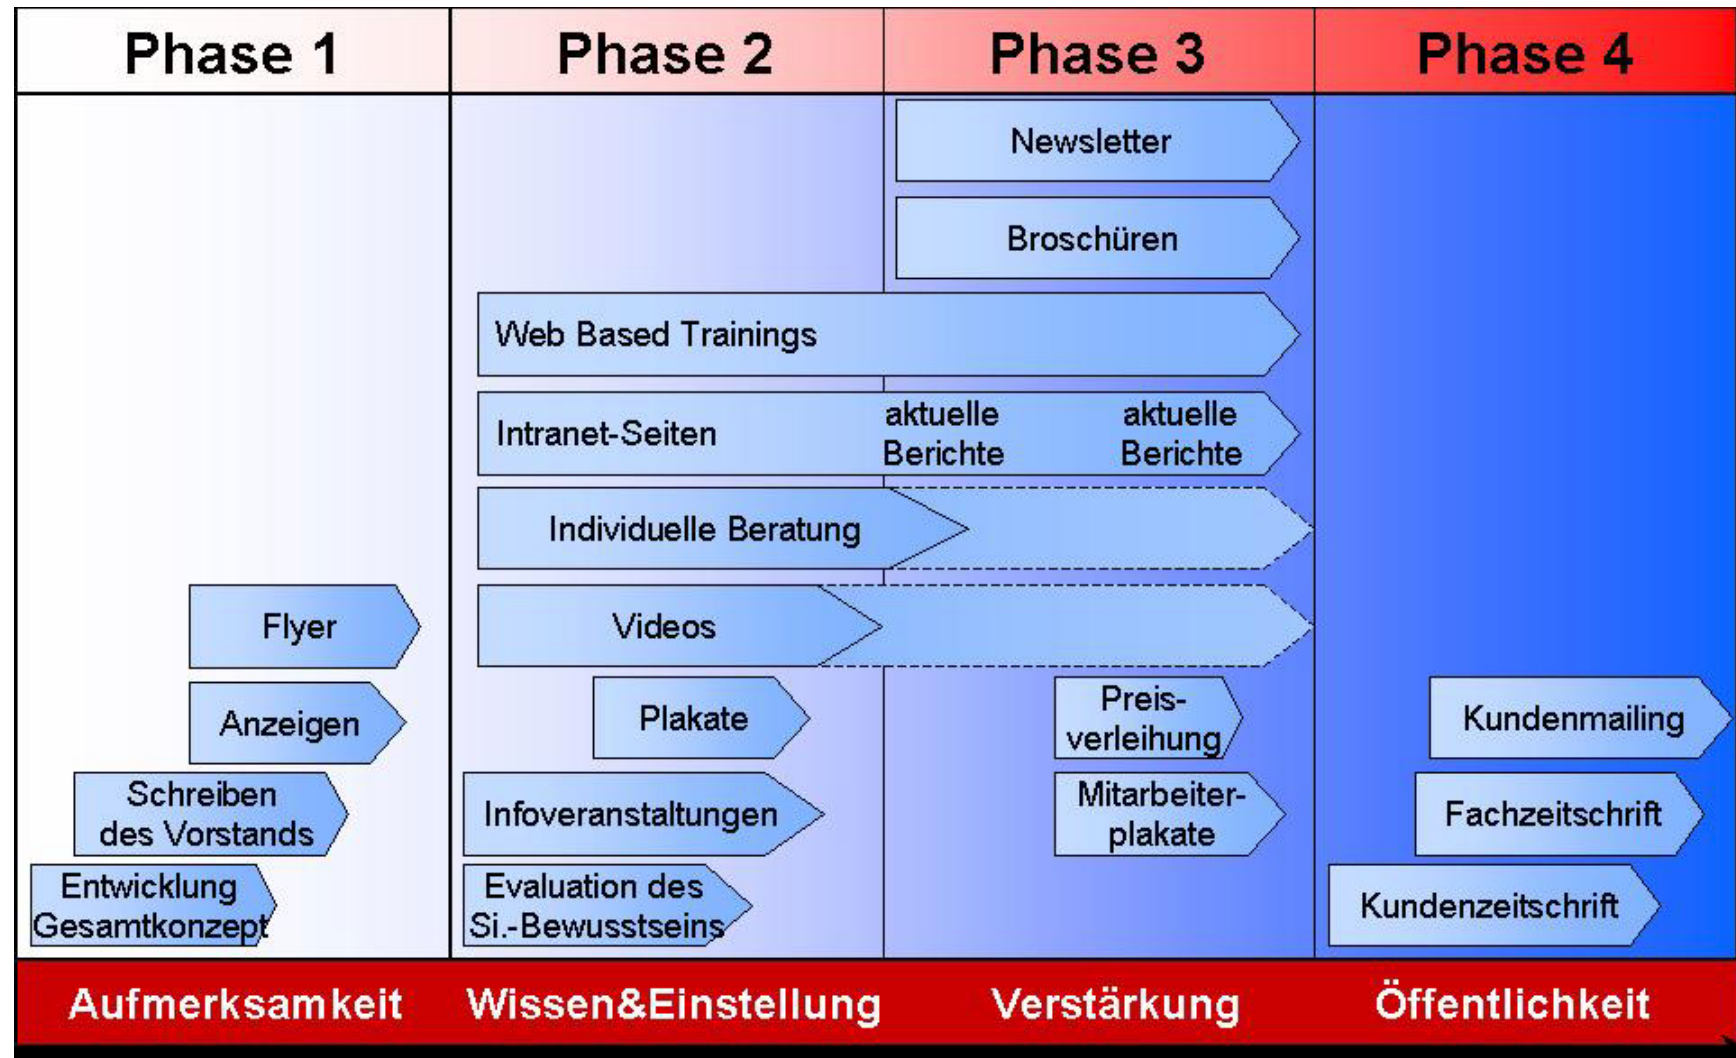 Phase 1
Phase 2
Phase 3
Phase 4
Newsletter
Broschüren
Web Based Trainings
Intranet-Seiten
aktuelle
Berichte
aktuelle
Berichte
Individuelle Beratung
Flyer
Videos
Anzeigen
Plakate
Preis-
verleihung
Kundenmailing
Schreiben
des Vorstands
Infoveranstaltungen
Mitarbeiter-
plakate
Fachzeitschrift
Entwicklung
Gesamtkonzept
Evaluation des
Si.-Bewusstseins
Kundenzeitschrift
Aufmerksamkeit
Wissen&Einstellung
Verstärkung
Öffentlichkeit